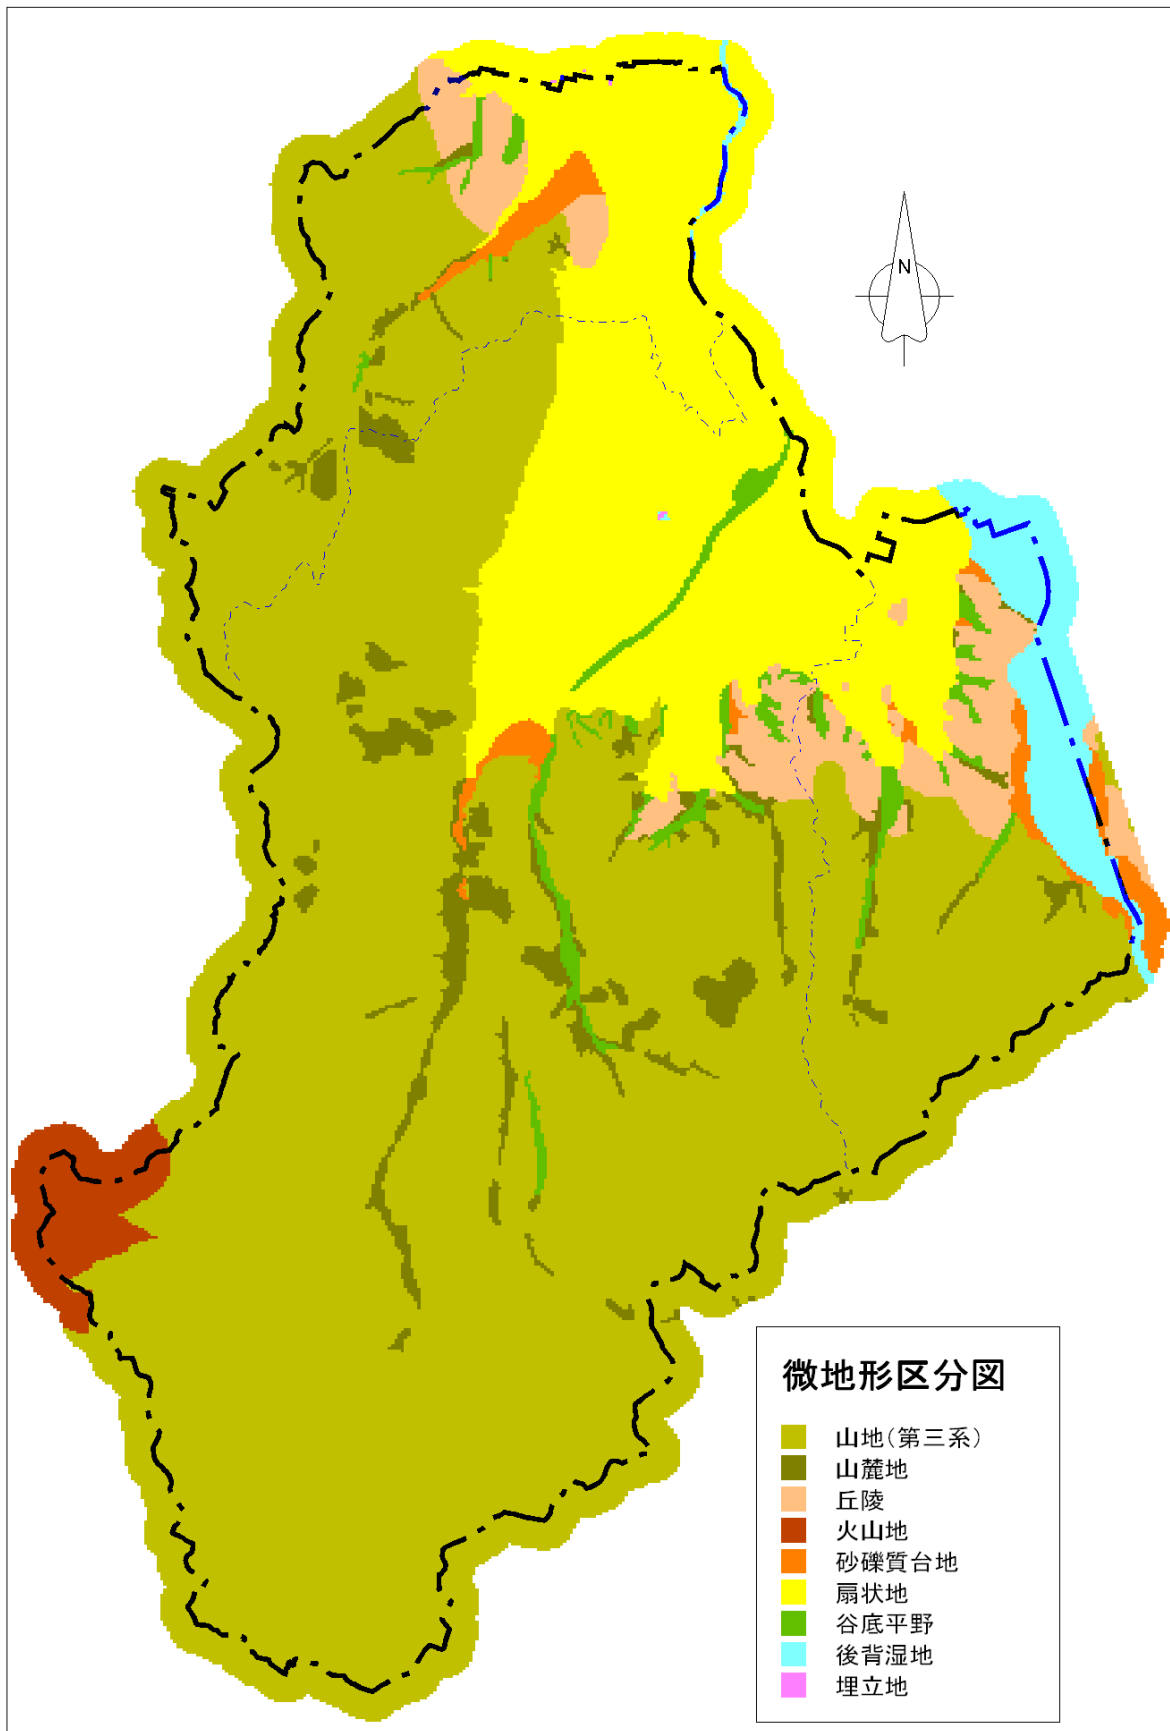 N
微地形区分図
山地(第三系)
山麓地
丘陵
火山地
砂礫質台地
扇状地
谷底平野
後背湿地
埋立地